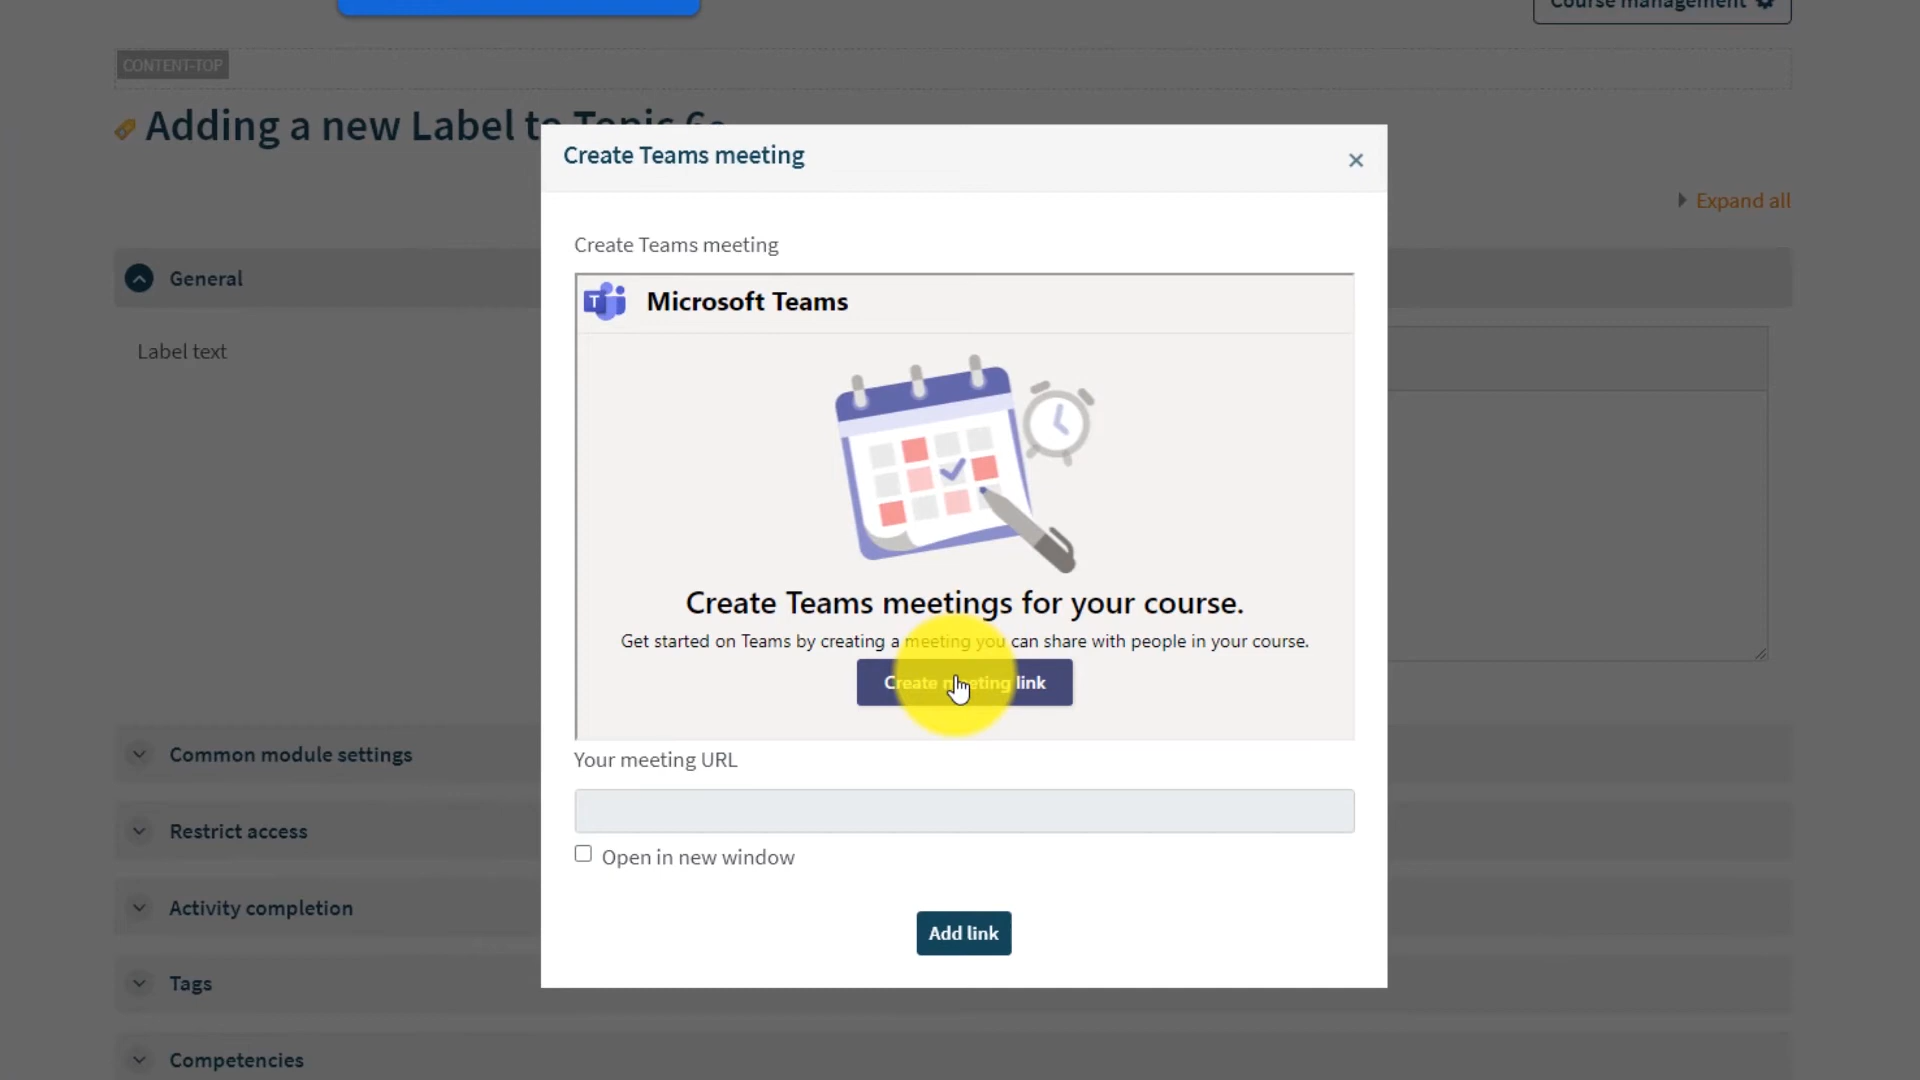 Course management
CONTENT-TOP
Adding a new Label to Topic 6
Create Teams meeting
Expand all
Create Teams meeting
General
T
Microsoft Teams
Label text
Create Teams meetings for your course.
Get started on Teams by creating a meeting you can share with people in your course.
Create meeting link
Your meeting URL
Common module settings
Restrict access
Open in new window
Activity completion
Add link
Tags
Competencies